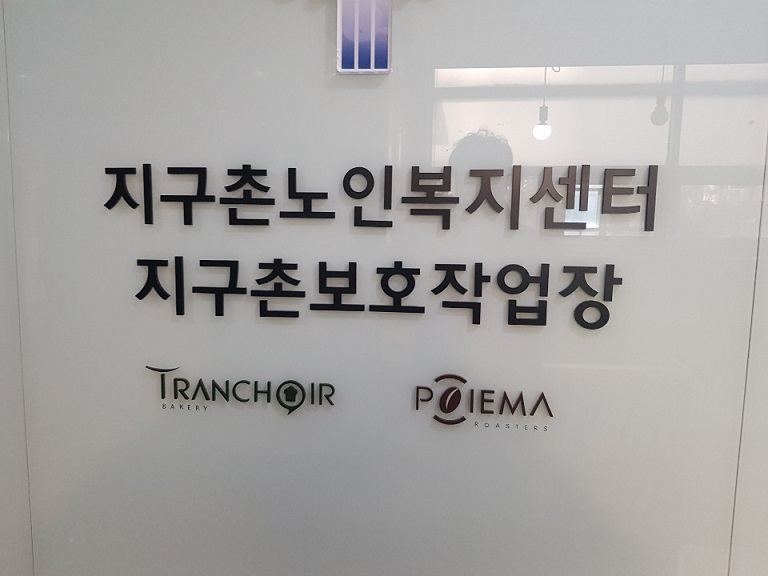 지구촌노인복지센터
지구촌보호작업장
TRANCHOIR
BAKERY
POIEMA
ROASTERS